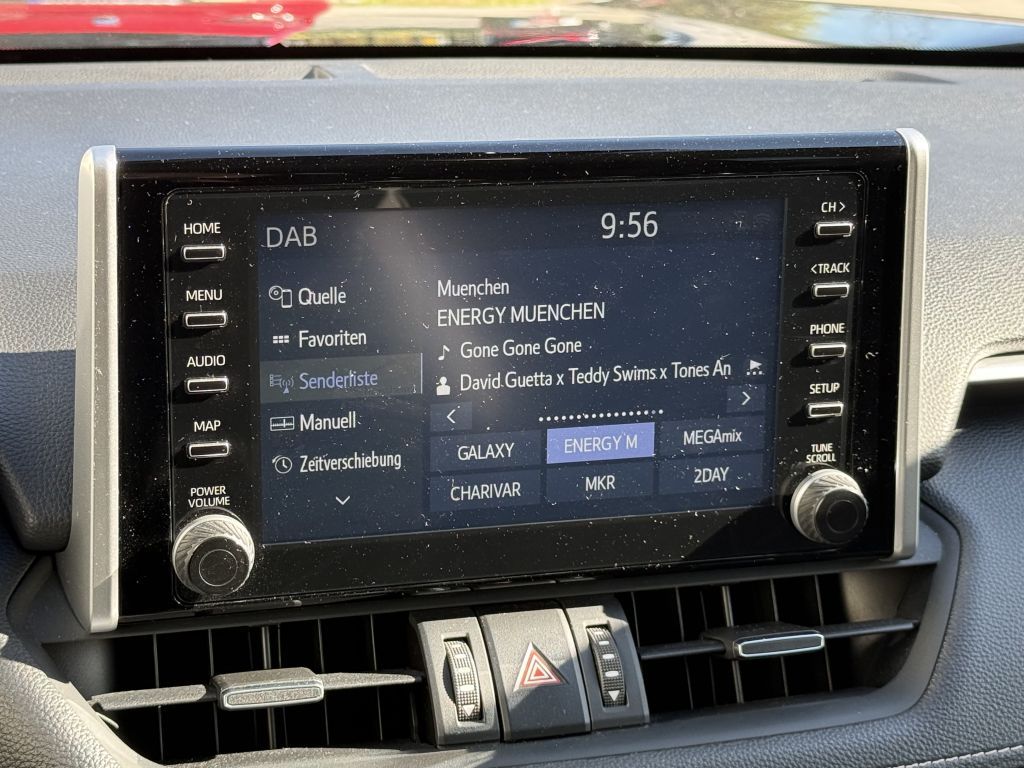 DAB
9:56
HOME
MENU
AUDIO
MAP
POWER
VOLUME
Quelle
Favoriten
Senderliste
Manuell
Zeitverschiebung
Muenchen
ENERGY MUENCHEN
Gone Gone Gone
David Guetta x Teddy Swims x Tones An
GALAXY
ENERGY M
MEGAmix
CHARIVAR
MKR
2DAY
CH >
< TRACK
PHONE
SETUP
TUNE
SCROLL